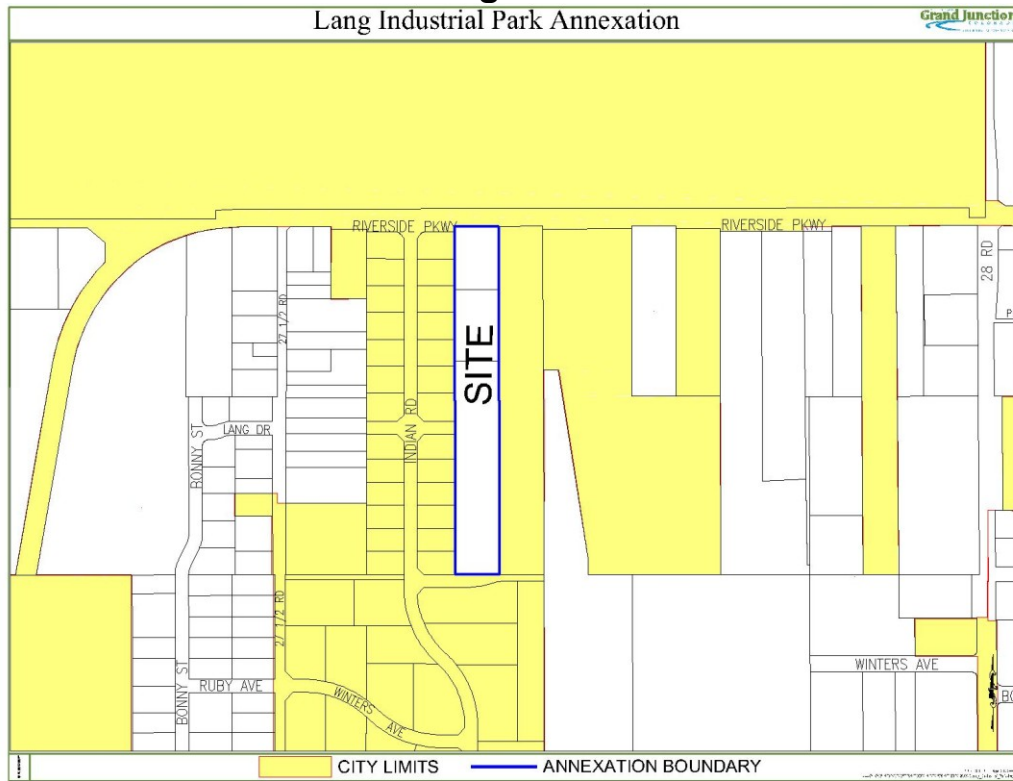 Lang Industrial Park Annexation
Grand Junction
COLORADO
RIVERSIDE PKWY
RIVERSIDE PKWY
28 RD
27 1/2 RD
P
SITE
INDIAN RD
LANG DR
BONNY ST
27 1/2 RD
WINTERS AVE
RUBY AVE
BONNY ST
WINTERS AVE
BO
CITY LIMITS
ANNEXATION BOUNDARY